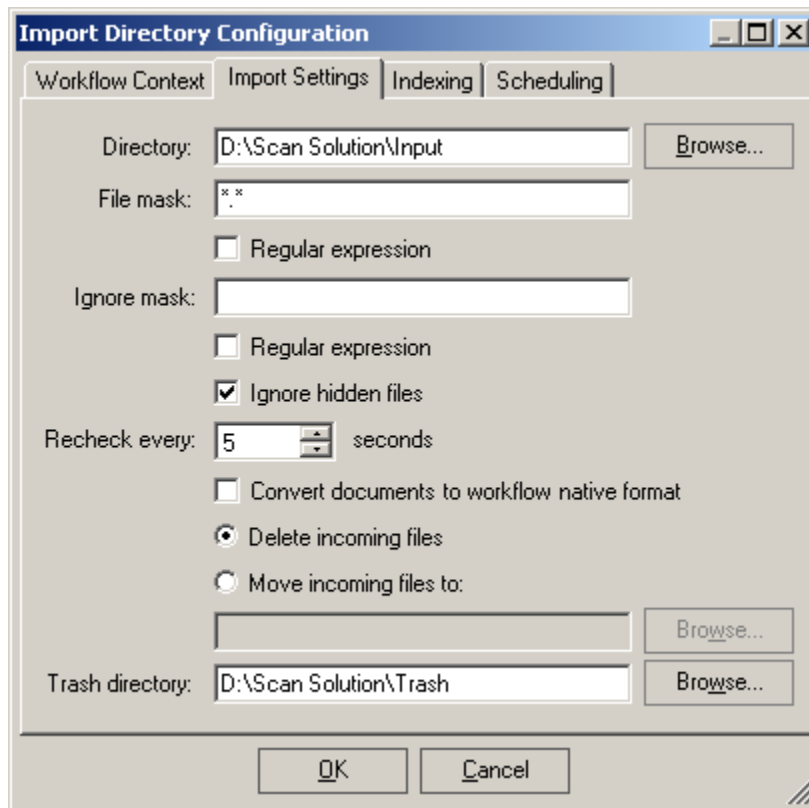 Import Directory Configuration
Workflow Context Import Settings Indexing Scheduling
Directory: D:\Scan Solution\Input Browse...
File mask: *.*
Regular expression
Ignore mask:
Regular expression
Ignore hidden files
Recheck every: 5 seconds
Convert documents to workflow native format
Delete incoming files
Move incoming files to:
Browse...
Trash directory: D:\Scan Solution\Trash Browse...
OK Cancel